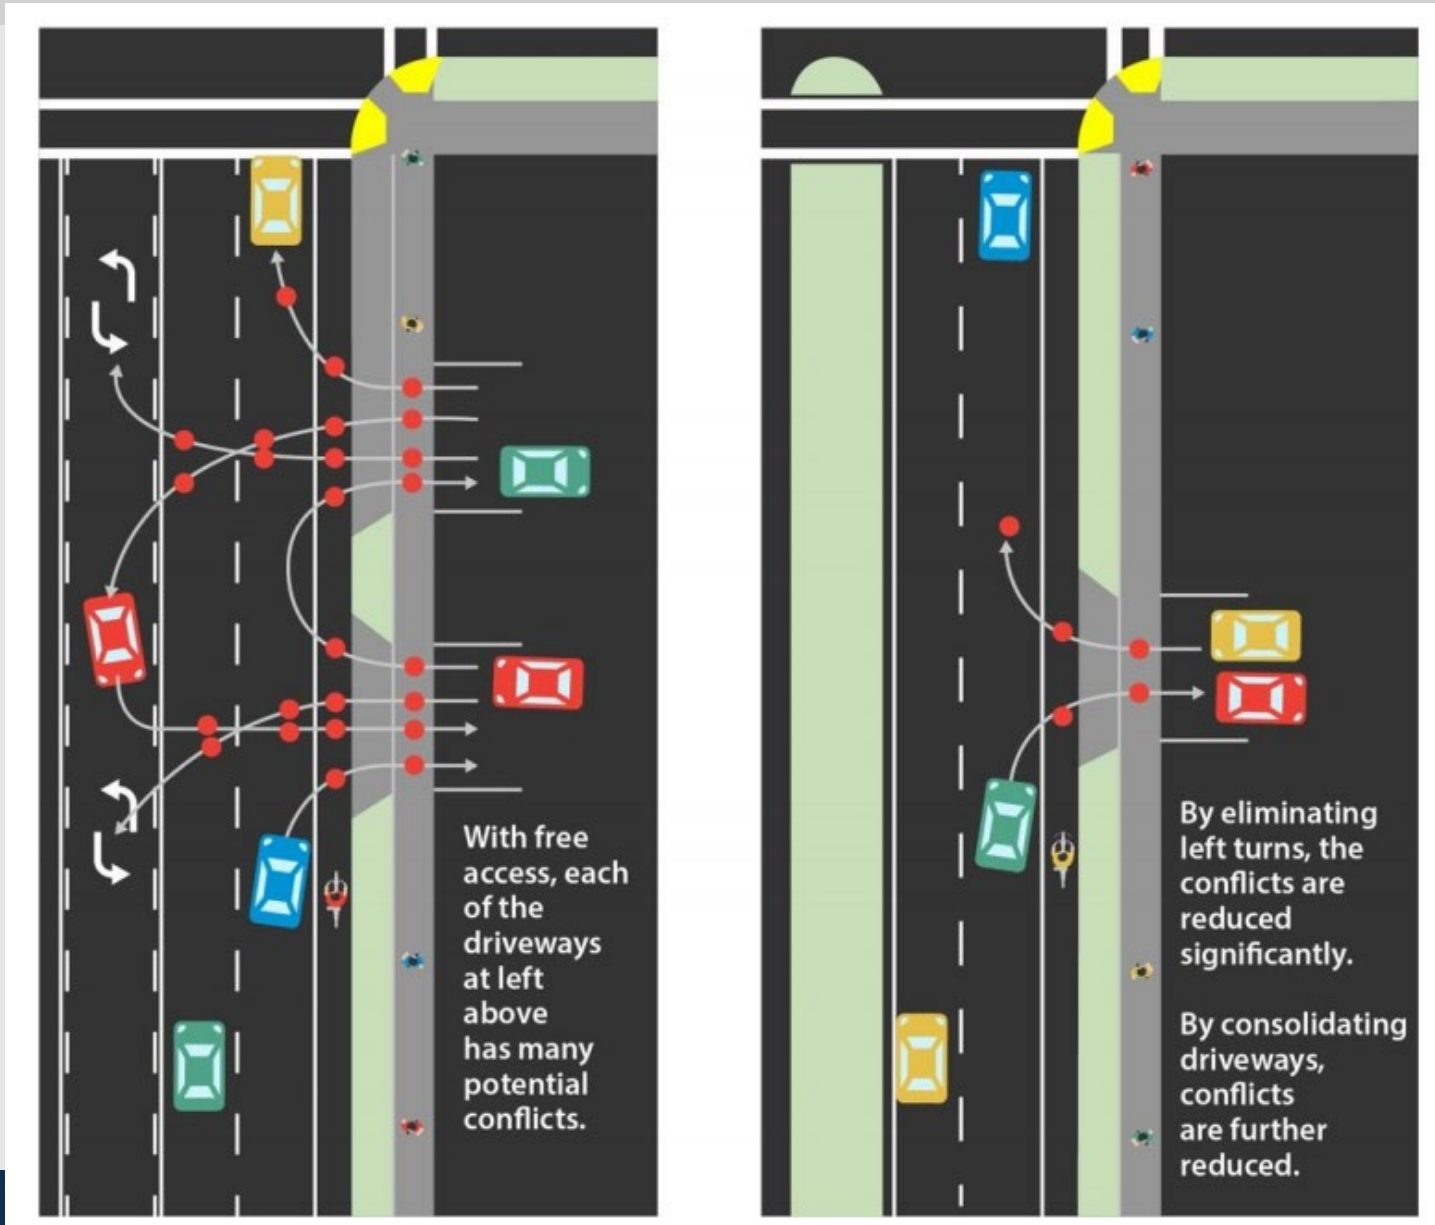 With free
access, each
of the
driveways
at left
above
has many
potential
conflicts.
By eliminating
left turns, the
conflicts are
reduced
significantly.
By consolidating
driveways,
conflicts
are further
reduced.